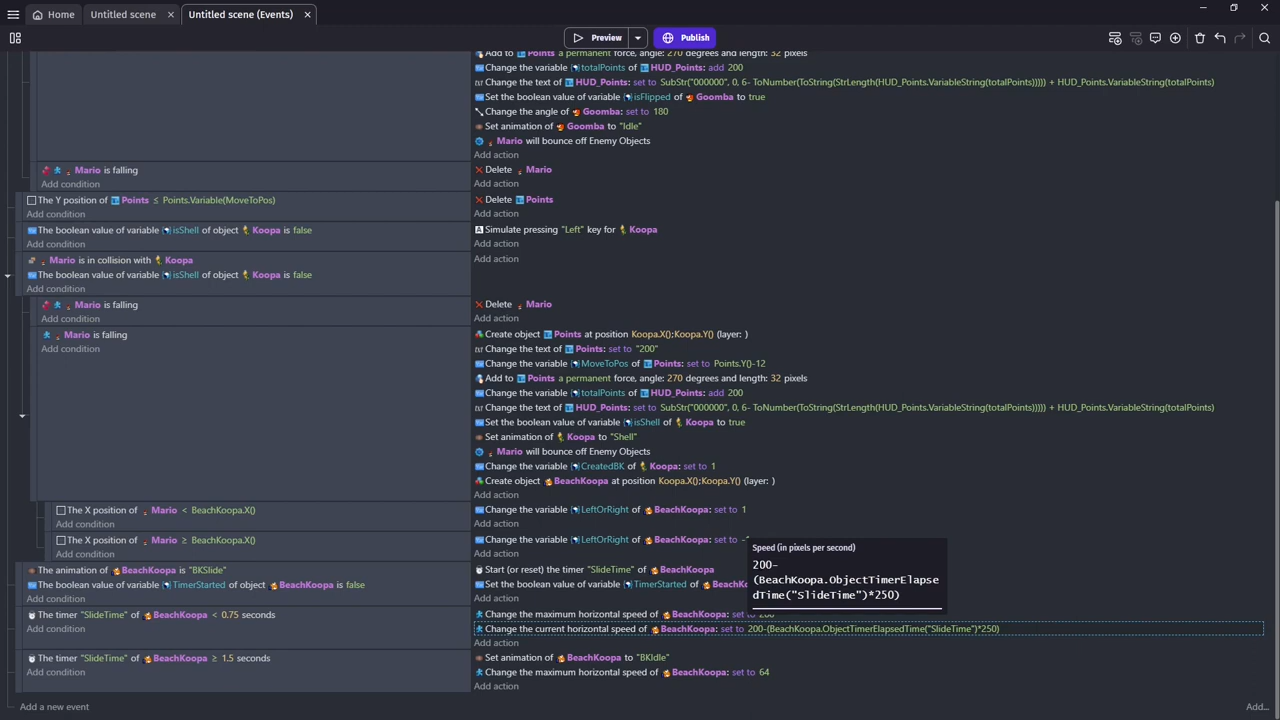 Home
Untitled scene
Untitled scene (Events)
Preview
Publish
Add to Points a permanent force, angle: 270 degrees and length: 32 pixels
Change the variable totalPoints of HUD_Points: add 200
Change the text of HUD_Points: set to SubStr("000000", 0, 6- ToNumber(ToString(StrLength(HUD_Points.VariableString(totalPoints))))) + HUD_Points.VariableString(totalPoints)
Set the boolean value of variable isFlipped of Goomba to true
Change the angle of Goomba: set to 180
Set animation of Goomba to "Idle"
Mario will bounce off Enemy Objects
Add action
Mario is falling
Delete Mario
Add condition
Add action
The Y position of Points ≤ Points.Variable(MoveToPos)
Delete Points
Add condition
Add action
The boolean value of variable isShell of object Koopa is false
Simulate pressing "Left" key for Koopa
Add condition
Add action
Mario is in collision with Koopa
Add action
The boolean value of variable isShell of object Koopa is false
Add condition
Mario is falling
Delete Mario
Add condition
Add action
Mario is falling
Create object Points at position Koopa.X();Koopa.Y() (layer: )
Add condition
Change the text of Points: set to "200"
Change the variable MoveToPos of Points: set to Points.Y()-12
Add to Points a permanent force, angle: 270 degrees and length: 32 pixels
Change the variable totalPoints of HUD_Points: add 200
Change the text of HUD_Points: set to SubStr("000000", 0, 6- ToNumber(ToString(StrLength(HUD_Points.VariableString(totalPoints))))) + HUD_Points.VariableString(totalPoints)
Set the boolean value of variable isShell of Koopa to true
Set animation of Koopa to "Shell"
Mario will bounce off Enemy Objects
Change the variable CreatedBK of Koopa: set to 1
Create object BeachKoopa at position Koopa.X();Koopa.Y() (layer: )
Add action
The X position of Mario < BeachKoopa.X()
Change the variable LeftOrRight of BeachKoopa: set to 1
Add condition
Add action
The X position of Mario ≥ BeachKoopa.X()
Change the variable LeftOrRight of BeachKoopa: set to
Add condition
Add action
Speed (in pixels per second)
200-
(BeachKoopa.ObjectTimerElapse
dTime("SlideTime")*250)
The animation of BeachKoopa is "BKSlide"
Start (or reset) the timer "SlideTime" of BeachKoopa
The boolean value of variable TimerStarted of object BeachKoopa is false
Set the boolean value of variable TimerStarted of
Add condition
Add action
The timer "SlideTime" of BeachKoopa < 0.75 seconds
Change the maximum horizontal speed of BeachKoopa: set to 200
Add condition
Change the current horizontal speed of BeachKoopa: set to 200-(BeachKoopa.ObjectTimerElapsedTime("SlideTime")*250)
Add action
The timer "SlideTime" of BeachKoopa ≥ 1.5 seconds
Set animation of BeachKoopa to "BKIdle"
Add condition
Change the maximum horizontal speed of BeachKoopa: set to 64
Add action
Add a new event
Add...